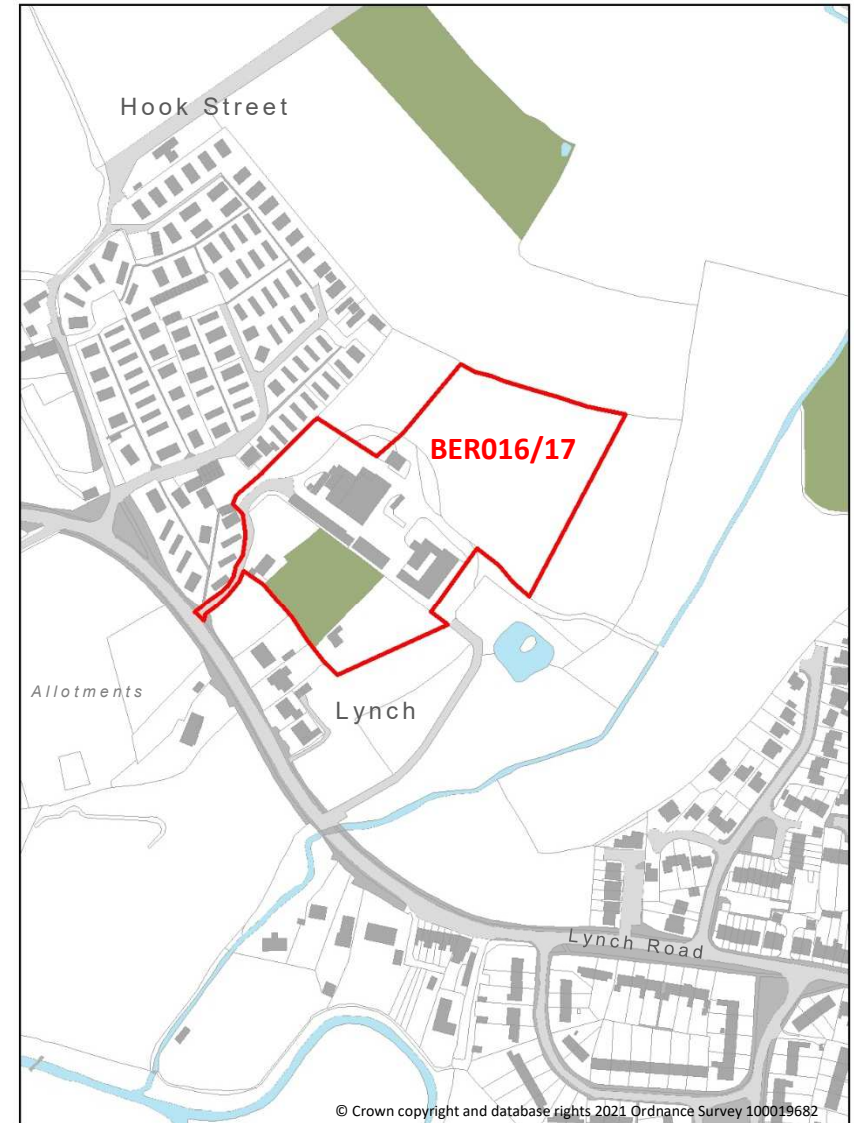 Hook Street
BER016/17
Allotments
Lynch
Lynch Road
© Crown copyright and database rights 2021 Ordnance Survey 100019682